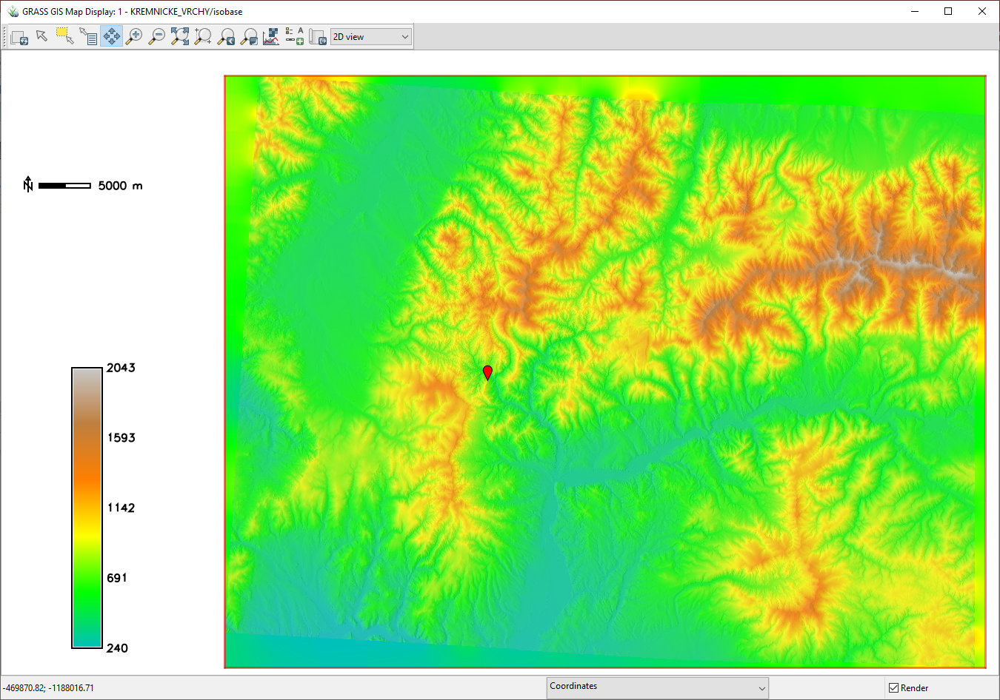 GRASS GIS Map Display: 1 - KREMNICKE_VRCHY/isobase
A
2D view
N
5000 m
2043
1593
1142
691
240
-469870.82; -1188016.71
Coordinates
Render